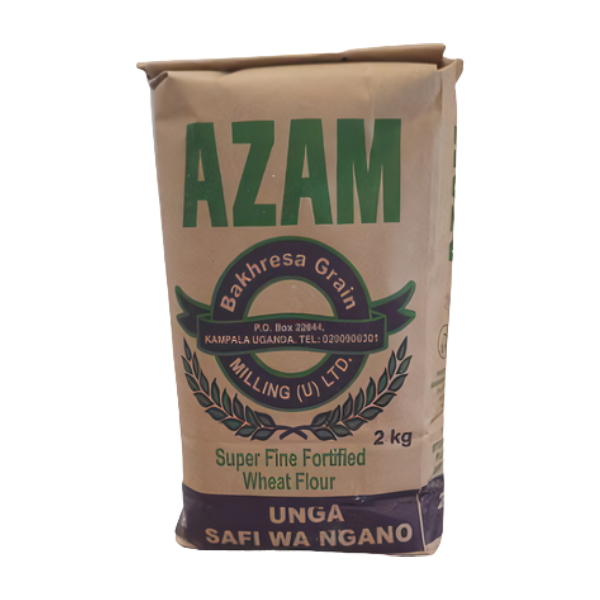 AZAM
Bakhresa Grain
P.O. Box 22844,
KAMPALA UGANDA. TEL: 0200900301
MILLING (U) LTD.
2 kg
Super Fine Fortified
Wheat Flour
UNGA
SAFI WA NGANO